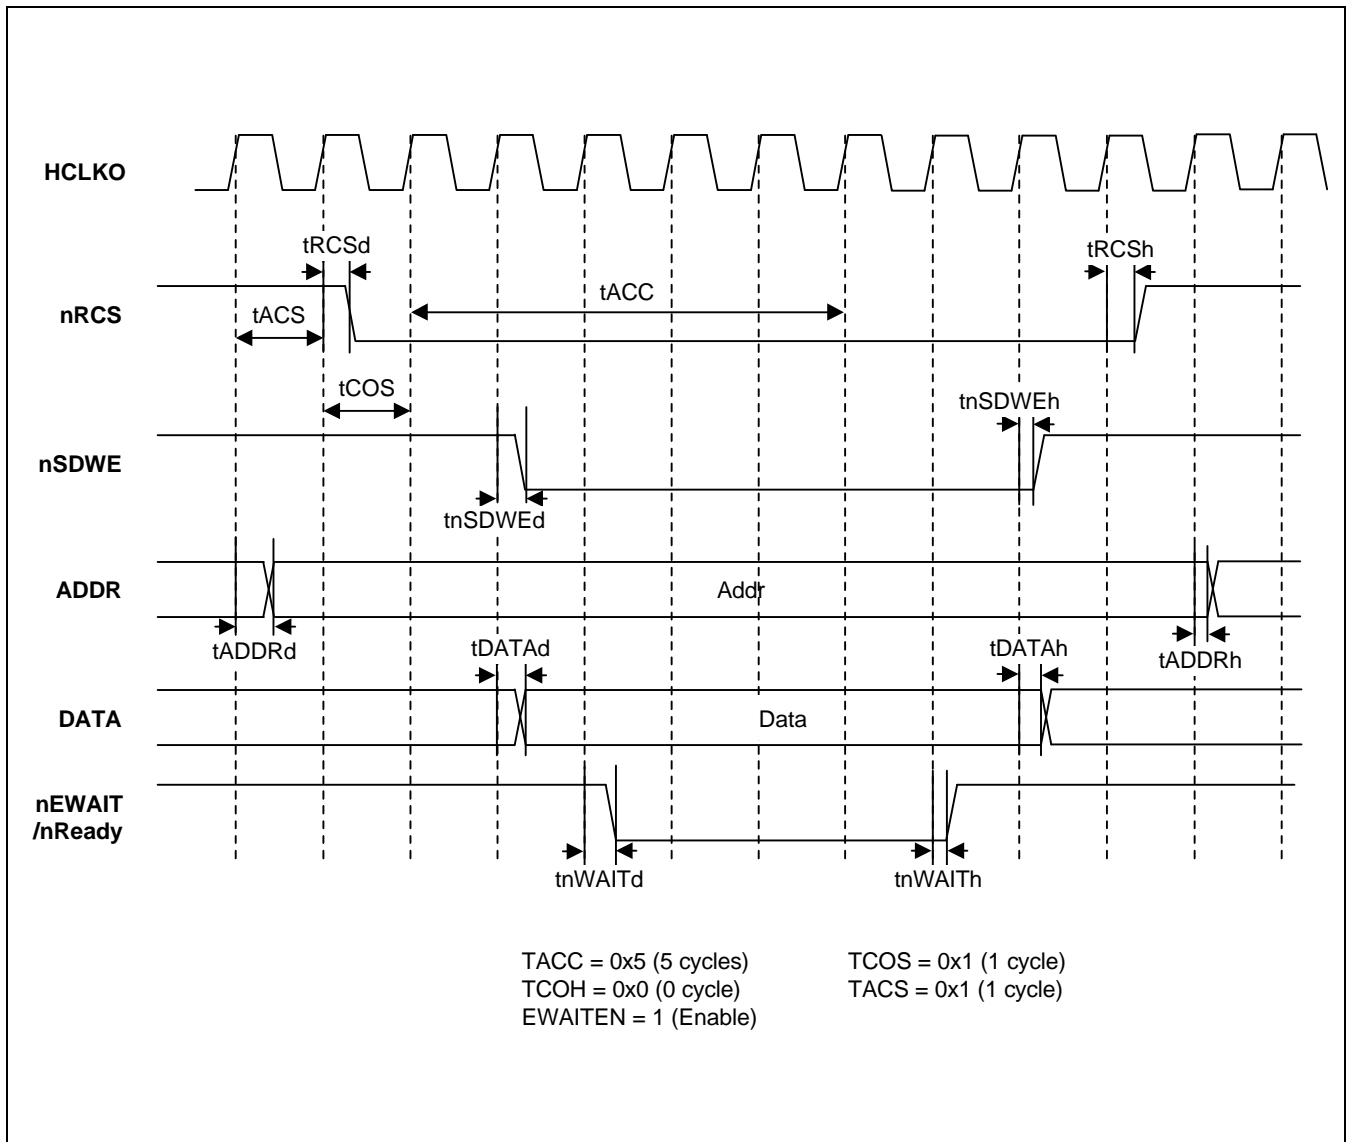 HCLKO
tRCSd
tRCSh
nRCS
tACS
tACC
tCOS
tnSDWEh
nSDWE
tnSDWEd
ADDR
Addr
tADDRd
tDATAd
tDATAh
tADDRh
DATA
Data
nEWAIT
/nReady
tnWAITd
tnWAITh
TACC = 0x5 (5 cycles)
TCOH = 0x0 (0 cycle)
EWAITEN = 1 (Enable)
TCOS = 0x1 (1 cycle)
TACS = 0x1 (1 cycle)